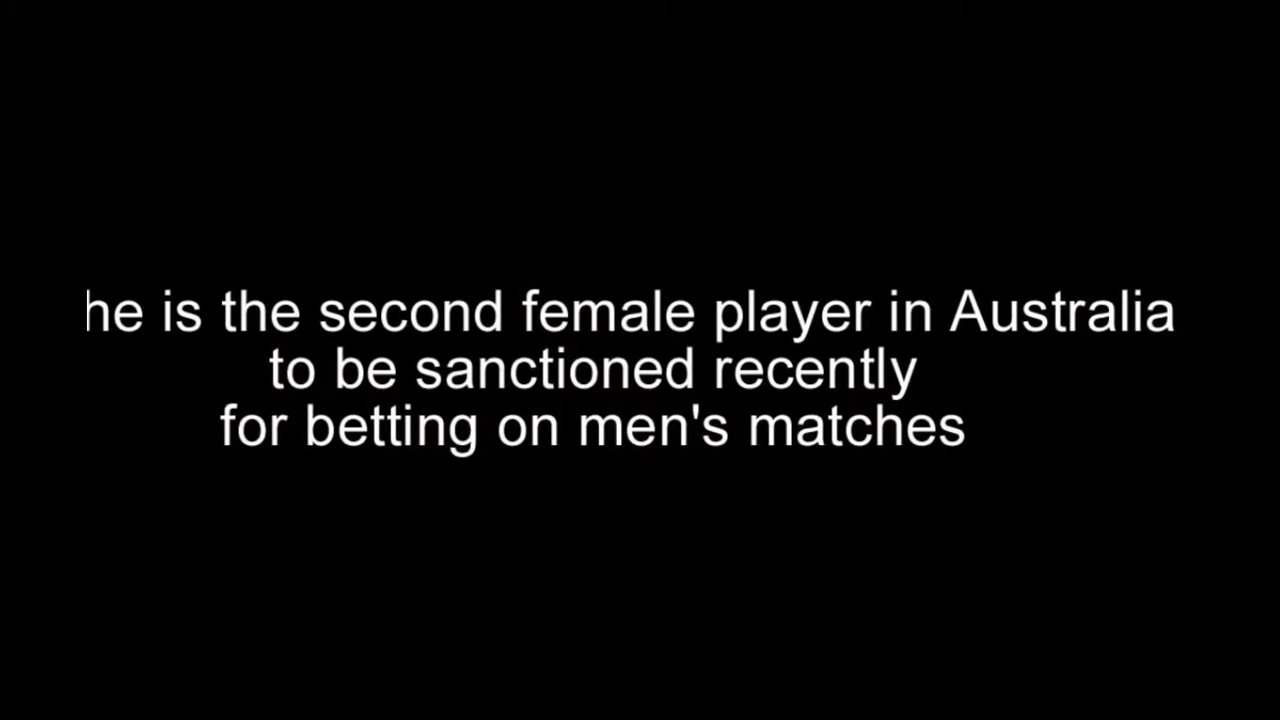 he is the second female player in Australia
to be sanctioned recently
for betting on men's matches